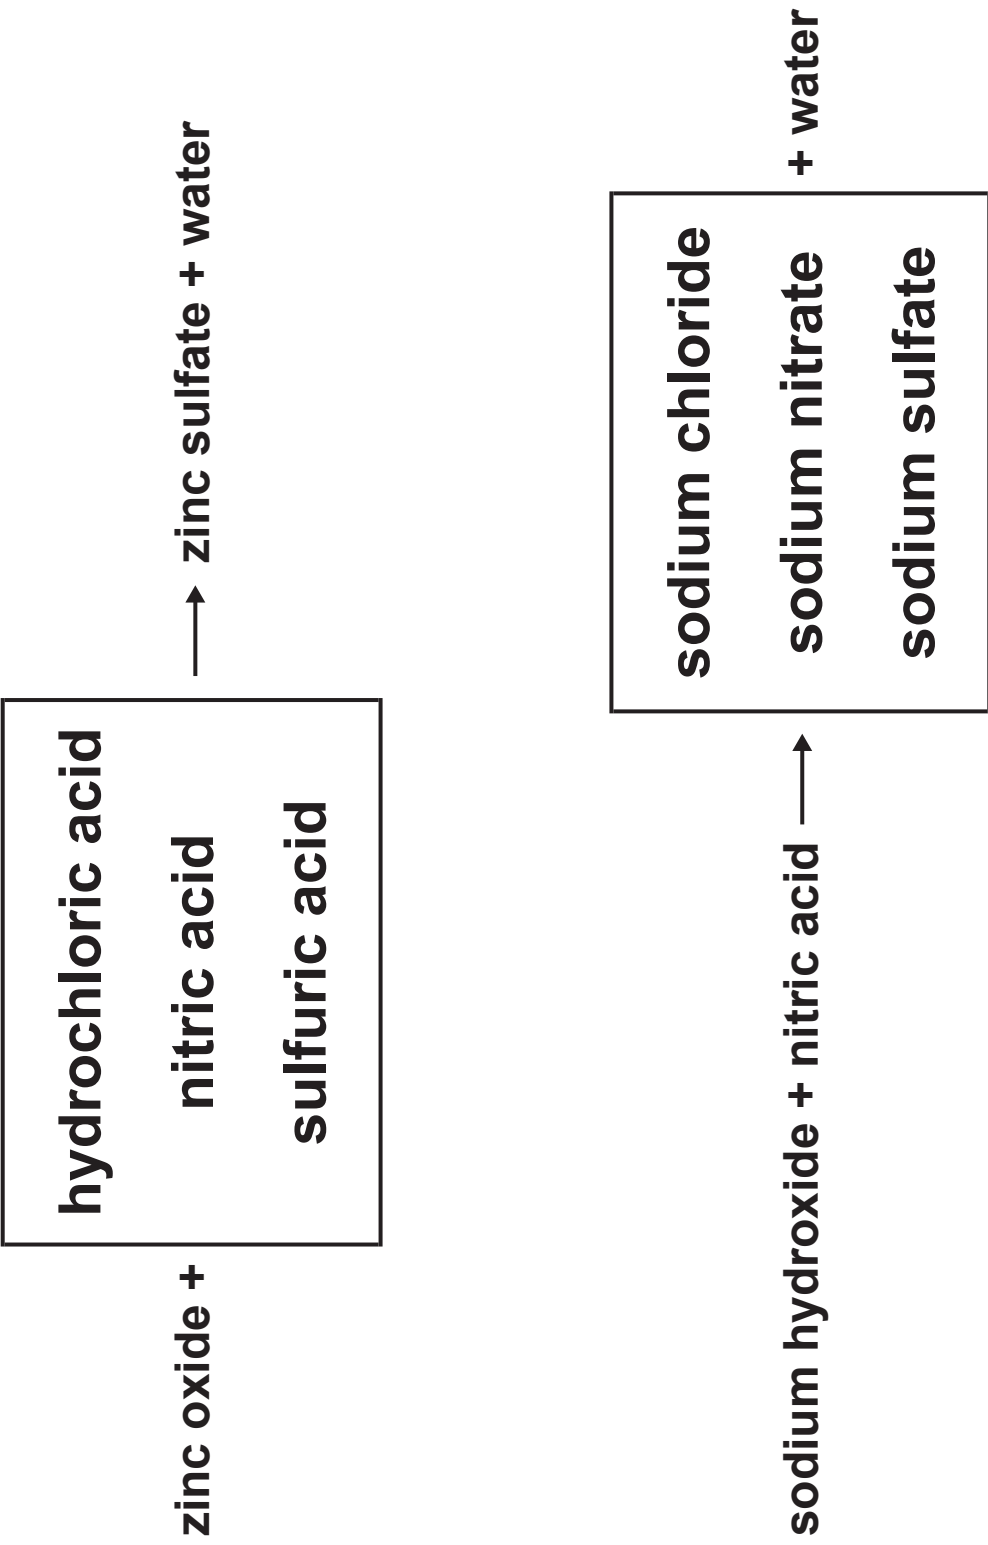 zinc oxide +
hydrochloric acid
nitric acid
sulfuric acid
→ zinc sulfate + water
sodium hydroxide + nitric acid →
sodium chloride
sodium nitrate
sodium sulfate
+ water